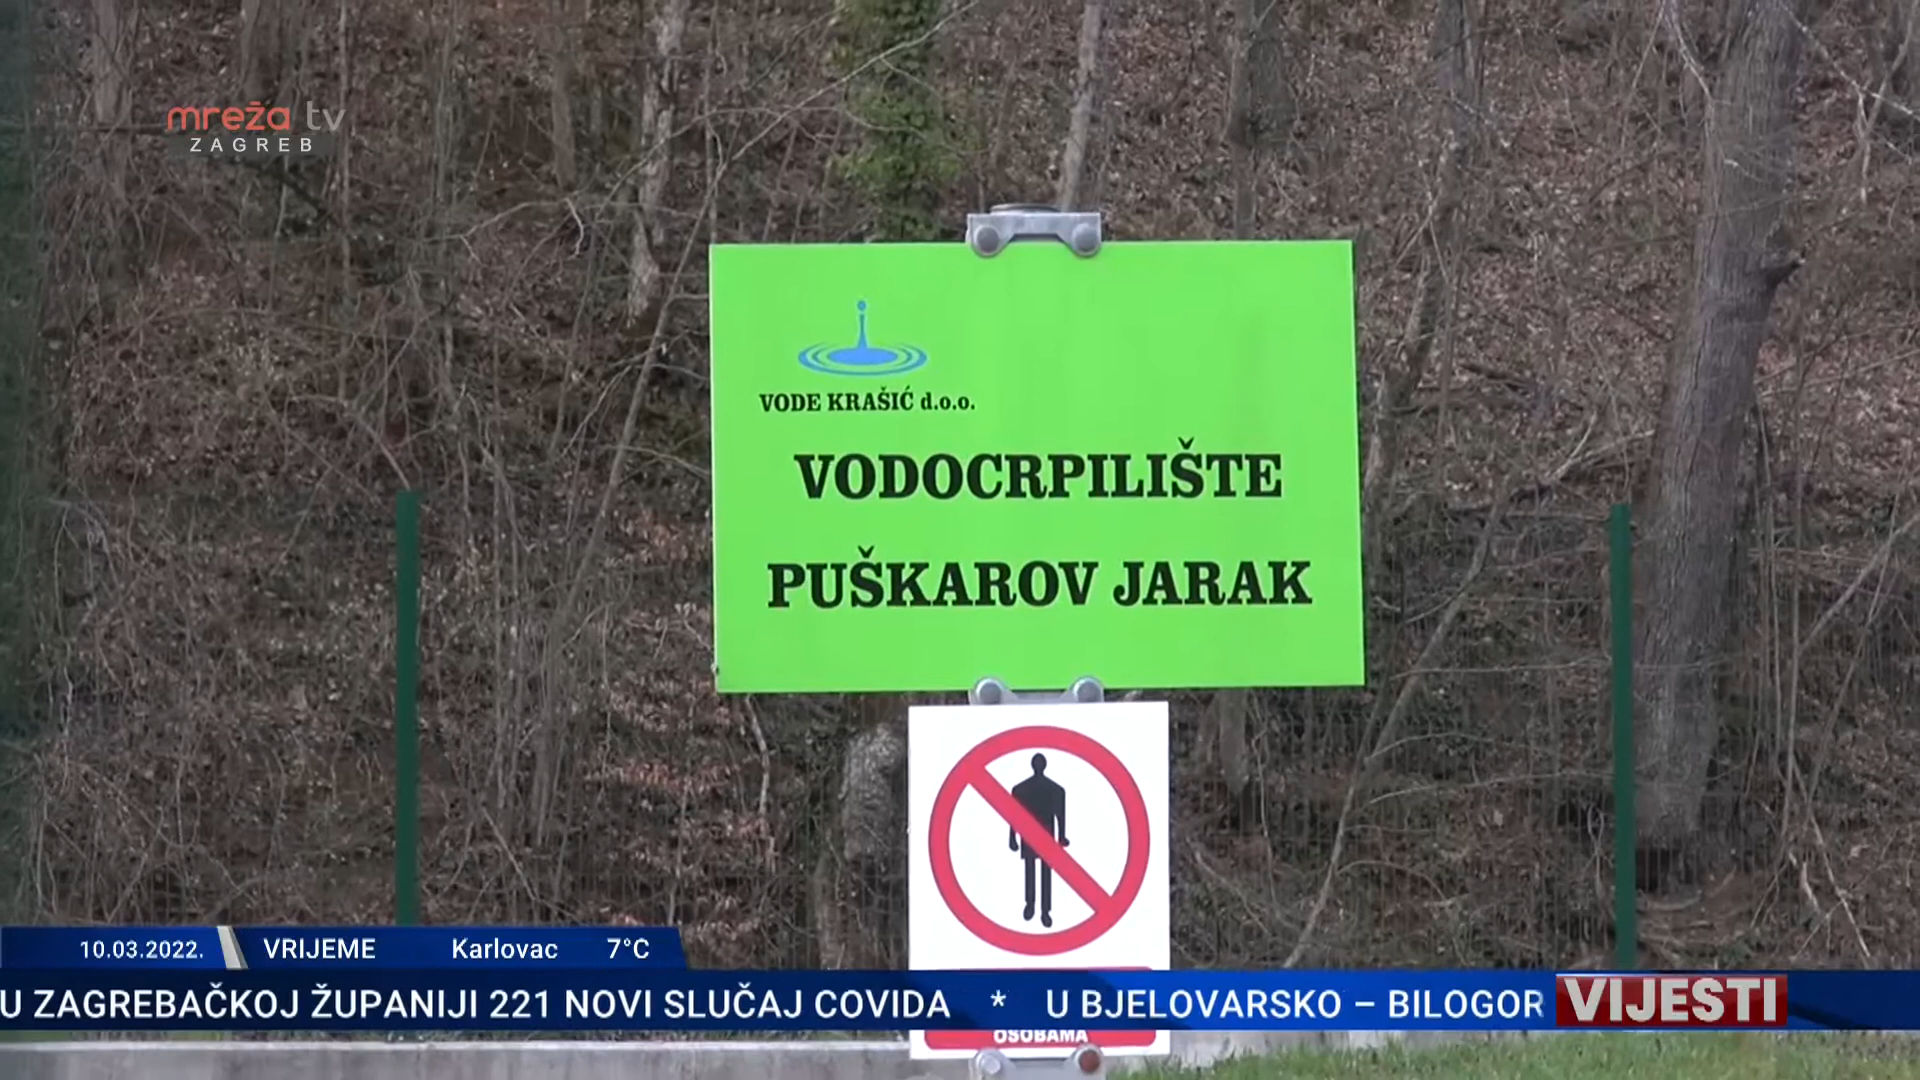 mreža tv
ZAGREB
VODE KRAŠIĆ d.o.o.
VODOCRPILIŠTE
PUŠKAROV JARAK
10.03.2022. VRIJEME Karlovac 7°C
U ZAGREBAČKOJ ŽUPANIJI 221 NOVI SLUČAJ COVIDA * U BJELOVARSKO – BILOGOR
VIJESTI
OSOBAMA